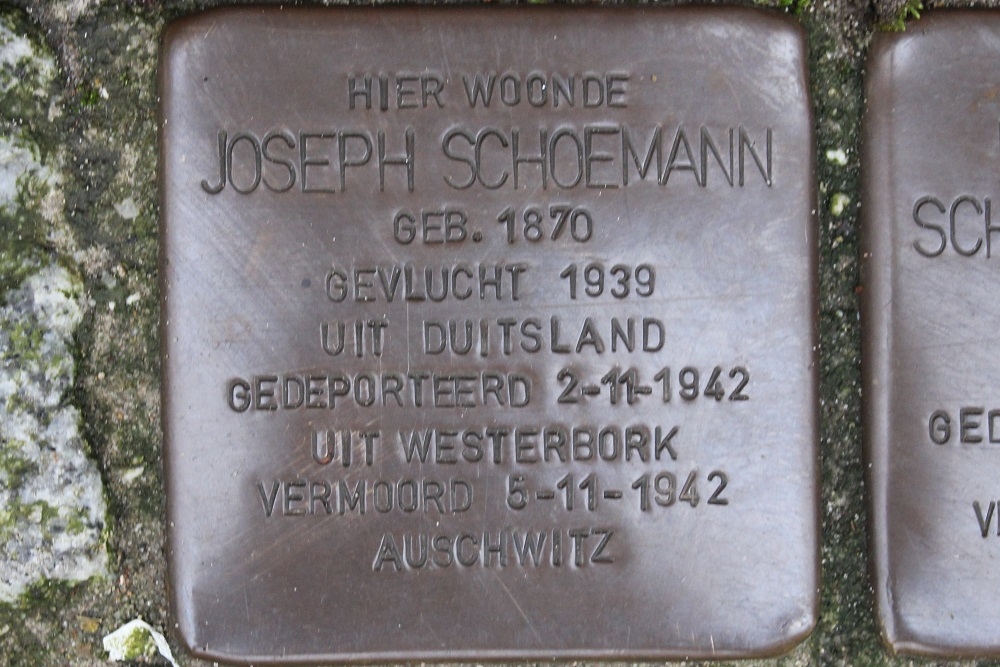 HIER WOONDE
JOSEPH SCHOEMANN
GEB. 1870
GEVLUCHT 1939
UIT DUITSLAND
GEDEPORTEERD 2-11-1942
UIT WESTERBORK
VERMOORD 5-11-1942
AUSCHWITZ